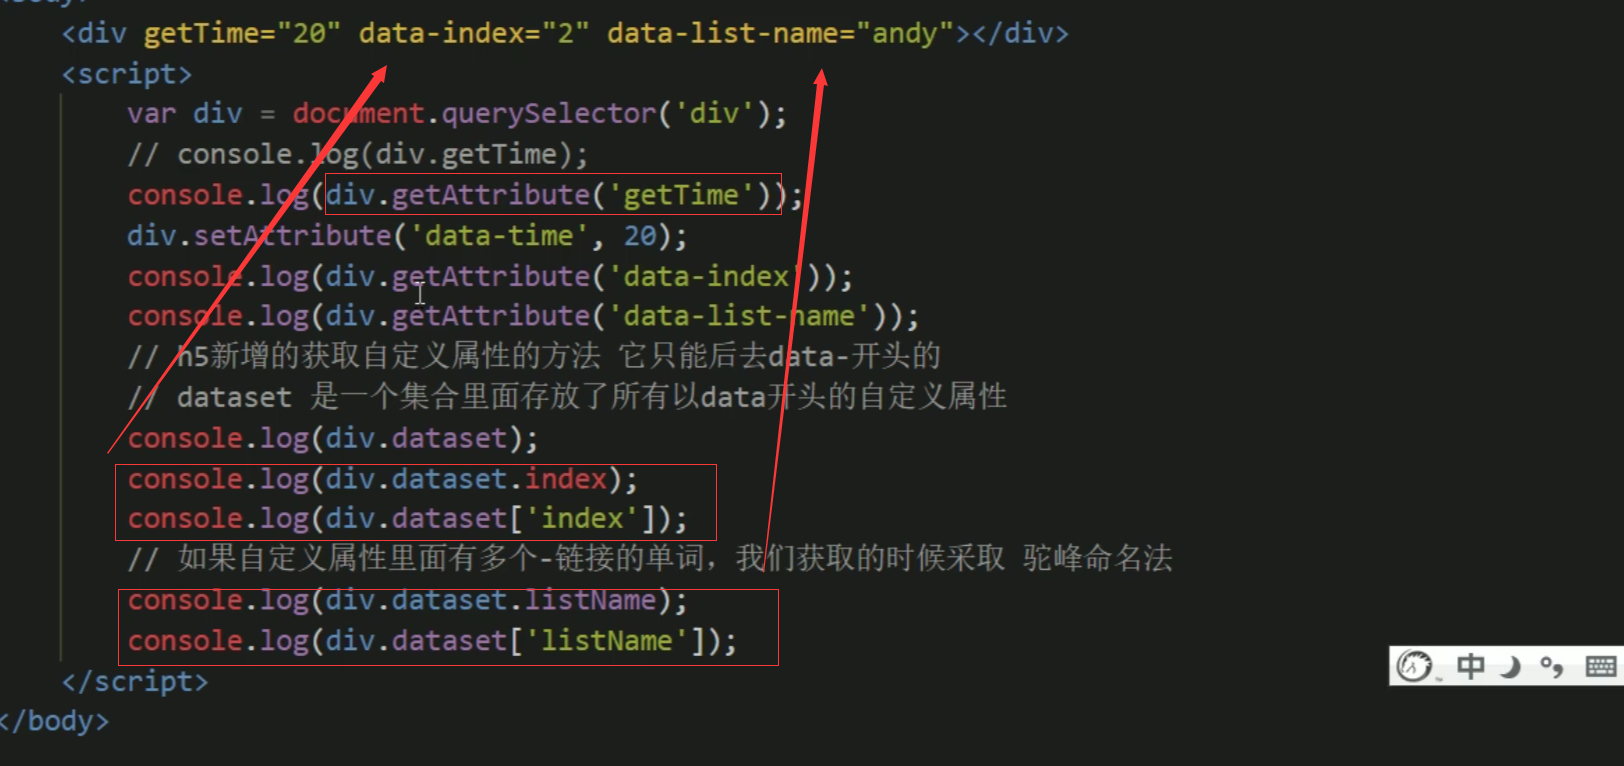 <body>
<div getTime="20" data-index="2" data-list-name="andy"></div>
<script>
var div = document.querySelector('div');
// console.log(div.getTime);
console.log(div.getAttribute('getTime'));
div.setAttribute('data-time', 20);
console.log(div.getAttribute('data-index'));
console.log(div.getAttribute('data-list-name'));
// h5新增的获取自定义属性的方法 它只能后去data-开头的
// dataset 是一个集合里面存放了所有以data开头的自定义属性
console.log(div.dataset);
console.log(div.dataset.index);
console.log(div.dataset['index']);
// 如果自定义属性里面有多个-链接的单词，我们获取的时候采取 驼峰命名法
console.log(div.dataset.listName);
console.log(div.dataset['listName']);
</script>
</body>
中